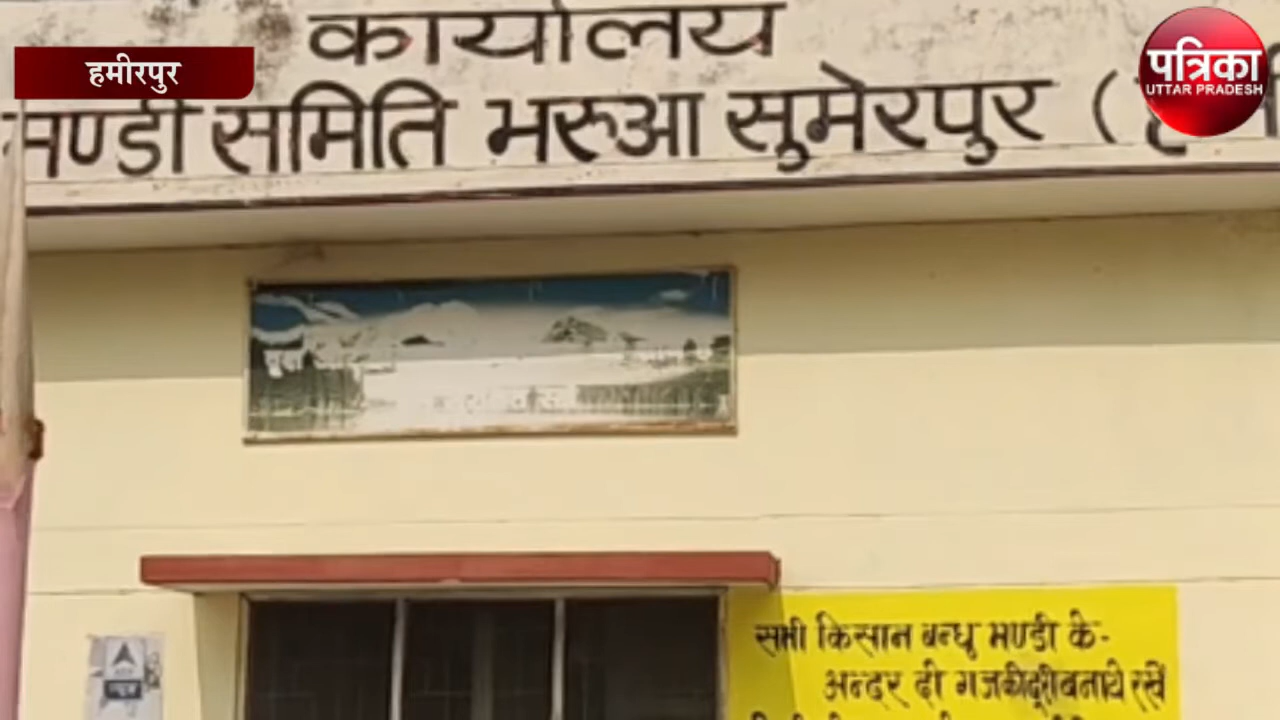 कार्यालय
हमीरपुर
पत्रिका
UTTAR PRADESH
मण्डी समिति भरुआ सुमेरपुर (
सभी किसान बन्धु मण्डी के-
अन्दर दो गज की दूरी बनाये रखें